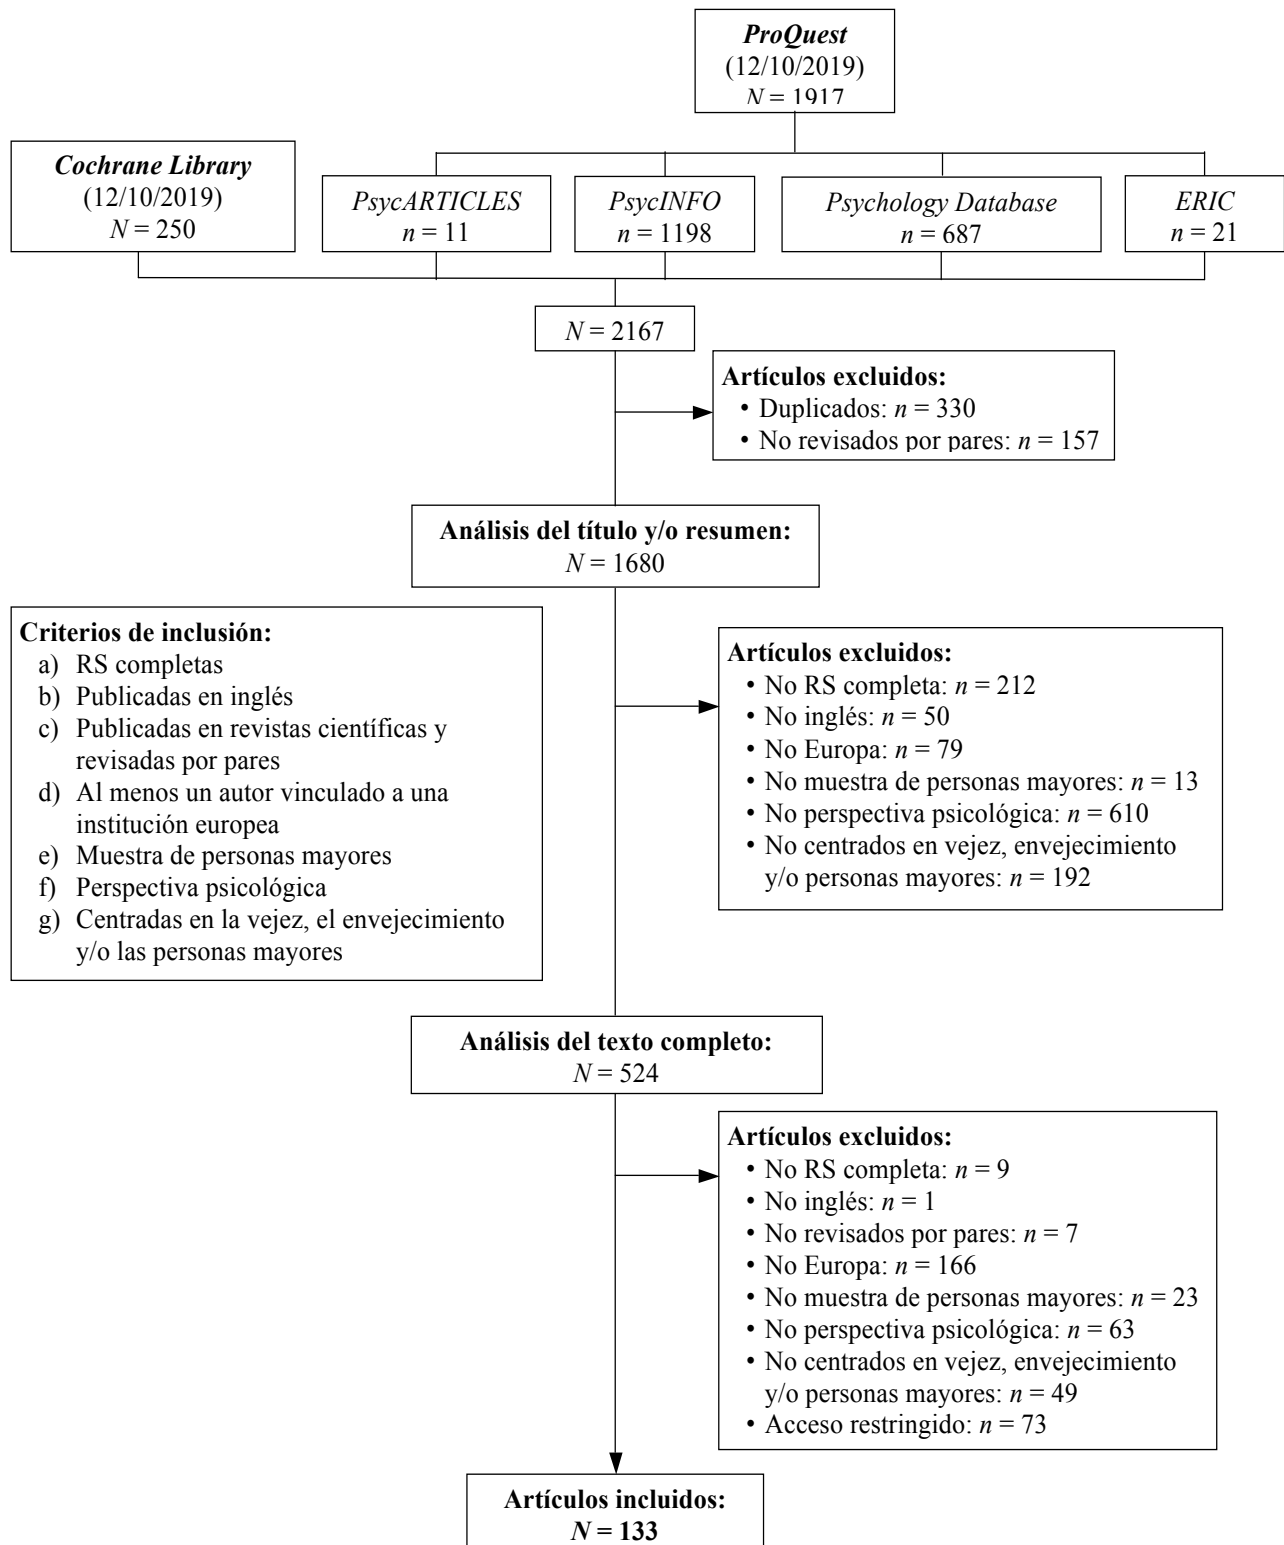 ProQuest
(12/10/2019)
N = 1917
Cochrane Library
(12/10/2019)
N = 250
PsycARTICLES
n = 11
PsycINFO
n = 1198
Psychology Database
n = 687
ERIC
n = 21
N = 2167
Artículos excluidos:
• Duplicados: n = 330
• No revisados por pares: n = 157
Análisis del título y/o resumen:
N = 1680
Criterios de inclusión:
a) RS completas
b) Publicadas en inglés
c) Publicadas en revistas científicas y
revisadas por pares
d) Al menos un autor vinculado a una
institución europea
e) Muestra de personas mayores
f) Perspectiva psicológica
g) Centradas en la vejez, el envejecimiento
y/o las personas mayores
Artículos excluidos:
• No RS completa: n = 212
• No inglés: n = 50
• No Europa: n = 79
• No muestra de personas mayores: n = 13
• No perspectiva psicológica: n = 610
• No centrados en vejez, envejecimiento
y/o personas mayores: n = 192
Análisis del texto completo:
N = 524
Artículos excluidos:
• No RS completa: n = 9
• No inglés: n = 1
• No revisados por pares: n = 7
• No Europa: n = 166
• No muestra de personas mayores: n = 23
• No perspectiva psicológica: n = 63
• No centrados en vejez, envejecimiento
y/o personas mayores: n = 49
• Acceso restringido: n = 73
Artículos incluidos:
N = 133